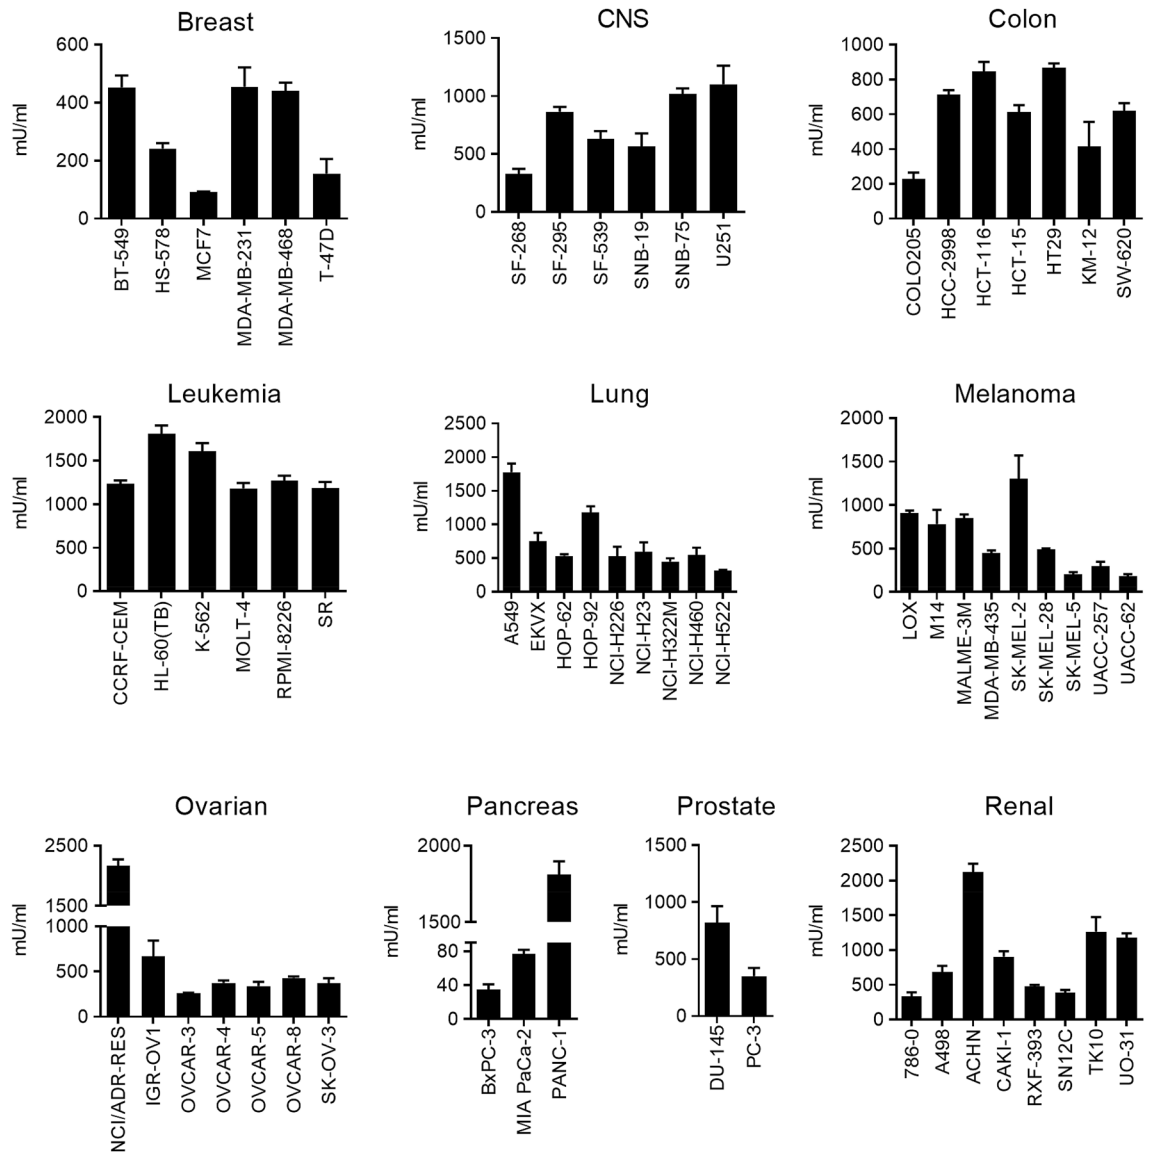 Breast
600
400
200
0
mU/ml
BT-549
HS-578
MCF7
MDA-MB-231
MDA-MB-468
T-47D
CNS
1500
1000
500
0
mU/ml
SF-268
SF-295
SF-539
SNB-19
SNB-75
U251
Colon
1000
800
600
400
200
0
mU/ml
COLO205
HCC-2998
HCT-116
HCT-15
HT29
KM-12
SW-620
Leukemia
2000
1500
1000
500
0
mU/ml
CCRF-CEM
HL-60(TB)
K-562
MOLT-4
RPMI-8226
SR
Lung
2500
2000
1500
1000
500
0
mU/ml
A549
EKVX
HOP-62
HOP-92
NCI-H226
NCI-H23
NCI-H322M
NCI-H460
NCI-H522
Melanoma
2000
1500
1000
500
0
mU/ml
LOX
M14
MALME-3M
MDA-MB-435
SK-MEL-2
SK-MEL-28
SK-MEL-5
UACC-257
UACC-62
Ovarian
2500
1500
1000
500
0
mU/ml
NCI/ADR-RES
IGR-OV1
OVCAR-3
OVCAR-4
OVCAR-5
OVCAR-8
SK-OV-3
Pancreas
2000
1500
80
40
0
mU/ml
BxPC-3
MIA PaCa-2
PANC-1
Prostate
1500
1000
500
0
mU/ml
DU-145
PC-3
Renal
2500
2000
1500
1000
500
0
mU/ml
786-0
A498
ACHN
CAKI-1
RXF-393
SN12C
TK10
UO-31